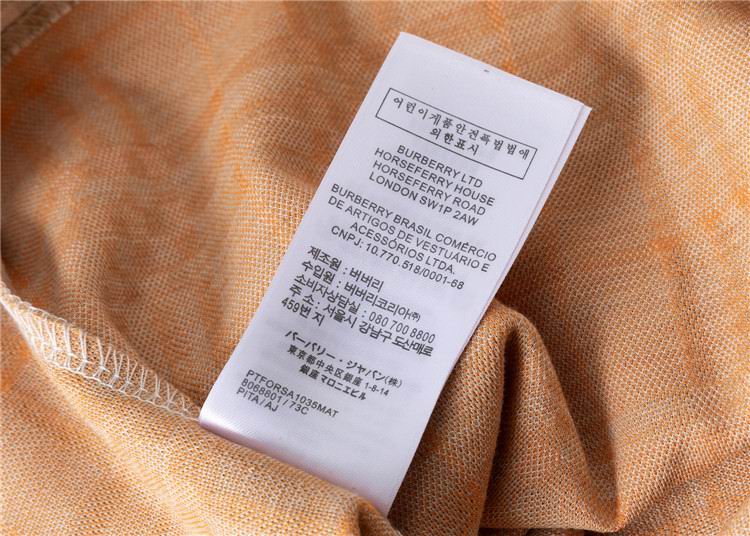 어린이제품안전특별법에
의한표시
BURBERRY LTD
HORSEFERRY HOUSE
HORSEFERRY ROAD
LONDON SW1P 2AW
BURBERRY BRASIL COMÉRCIO
DE ARTIGOS DE VESTUÁRIO E
ACESSÓRIOS LTDA.
CNPJ: 10.770.518/0001-68
제조원 : 버버리
수입원 : 버버리코리아㈜
소비자상담실 : 080 700 8800
주 소 : 서울시 강남구 도산매로
459번 지
バーバリー・ジャパン(株)
東京都中央区銀座 1-8-14
銀座マロニエビル
PTFORSA1035MAT
8068801 / 73C
PITA / AJ